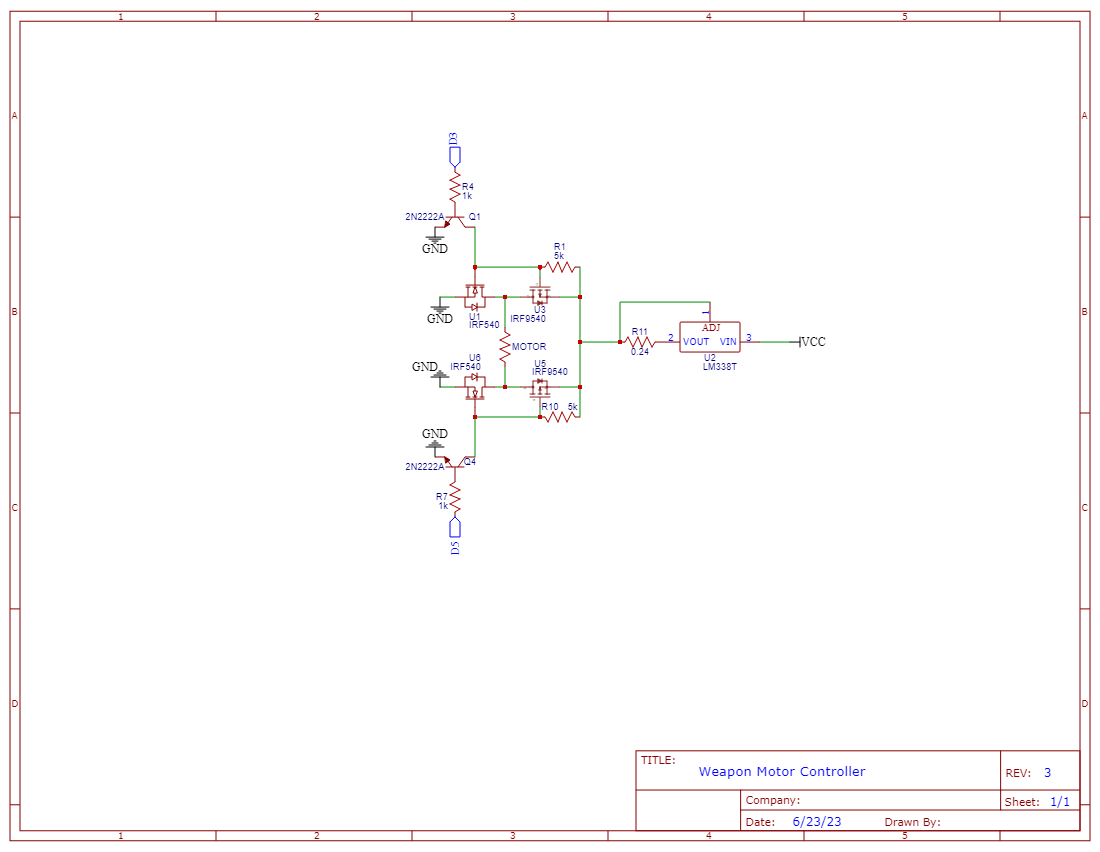 1 2 3 4 5
A A
D3
R4
1k
2N2222A Q1
GND
R1
5k
B B
GND U1
IRF540
U3
IRF9540
MOTOR
R11
0.24
1
ADJ
2 VOUT VIN 3
U2
LM338T
VCC
U6
IRF540
GND
U5
IRF9540
R10 5k
GND
2N2222A Q4
R7
1k
D5
C C
D D
TITLE:
Weapon Motor Controller
REV: 3
Company:
Sheet: 1/1
Date: 6/23/23 Drawn By:
1 2 3 4 5